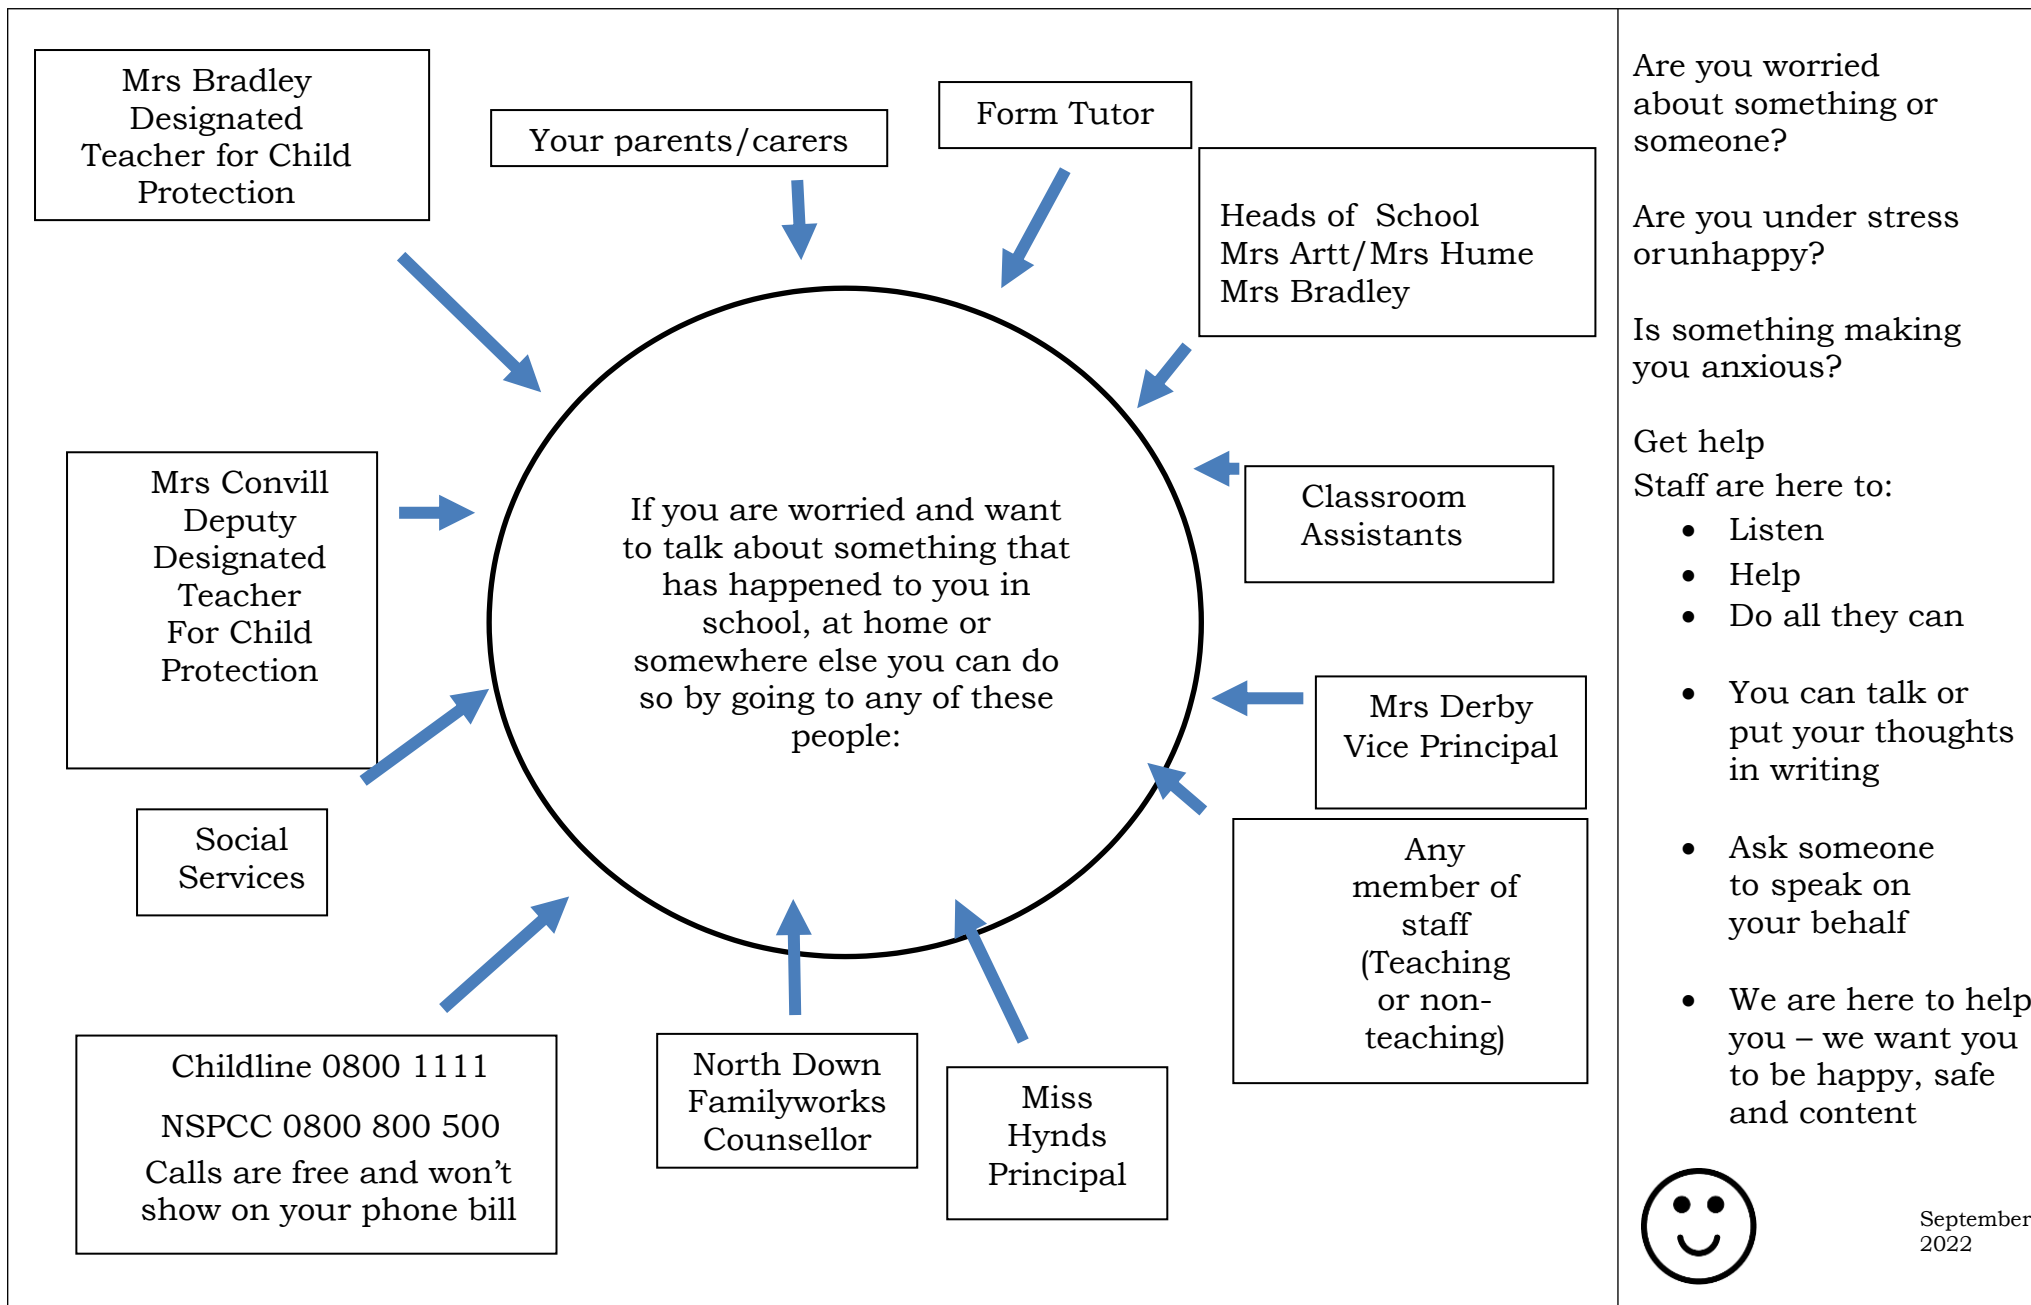 Mrs Bradley
Designated
Teacher for Child
Protection
Your parents/carers
Form Tutor
Heads of  School
Mrs Artt/Mrs Hume
Mrs Bradley
Classroom
Assistants
Mrs Derby
Vice Principal
Any
member of
staff
(Teaching
or non-
teaching)
Miss
Hynds
Principal
North Down
Familyworks
Counsellor
Childline 0800 1111
NSPCC 0800 800 500
Calls are free and won’t
show on your phone bill
Social
Services
Mrs Convill
Deputy
Designated
Teacher
For Child
Protection
If you are worried and want
to talk about something that
has happened to you in
school, at home or
somewhere else you can do
so by going to any of these
people:
Are you worried
about something or
someone?
Are you under stress
orunhappy?
Is something making
you anxious?
Get help
Staff are here to:
• Listen
• Help
• Do all they can
• You can talk or
put your thoughts
in writing
• Ask someone
to speak on
your behalf
• We are here to help
you – we want you
to be happy, safe
and content
September
2022